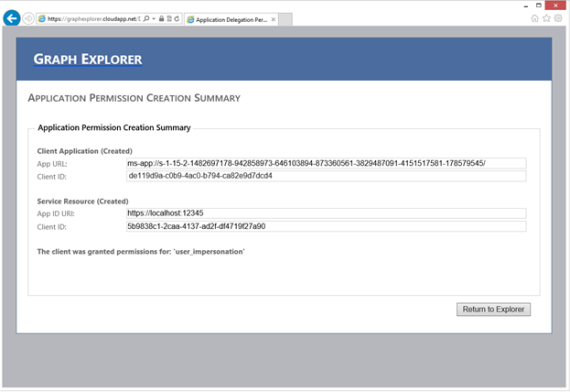 https://graphexplorer.cloudapp.net/
Application Delegation Per...
GRAPH EXPLORER
APPLICATION PERMISSION CREATION SUMMARY
Application Permission Creation Summary
Client Application (Created)
App URL: ms-app://s-1-15-2-1482697178-942858973-646103894-873360561-3829487091-4151517581-178579545/
Client ID: de119d9a-c0b9-4ac0-b794-ca82e9d7dcd4
Service Resource (Created)
App ID URI: https://localhost:12345
Client ID: 5b9838c1-2caa-4137-ad2f-df4719f27a90
The client was granted permissions for: 'user_impersonation'
Return to Explorer